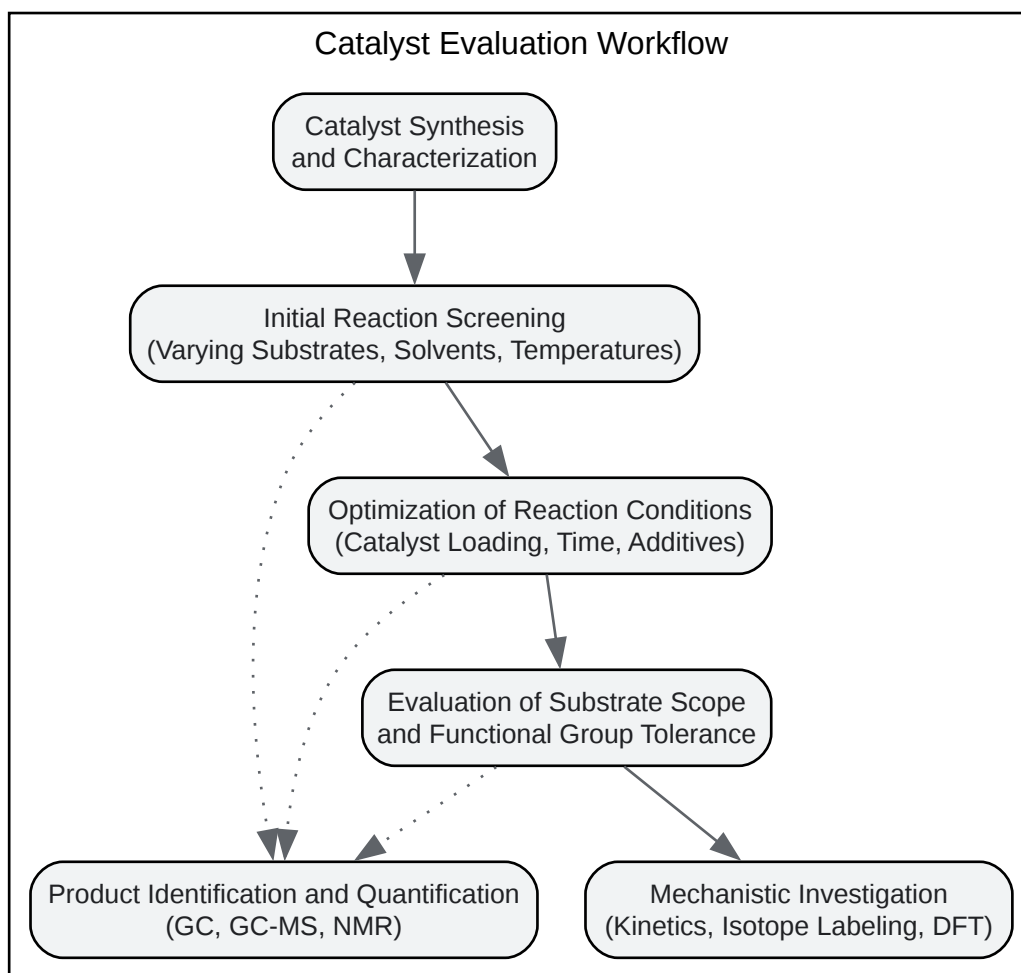 Catalyst Evaluation Workflow
Catalyst Synthesis
and Characterization
Initial Reaction Screening
(Varying Substrates, Solvents, Temperatures)
Optimization of Reaction Conditions
(Catalyst Loading, Time, Additives)
Evaluation of Substrate Scope
and Functional Group Tolerance
Product Identification and Quantification
(GC, GC-MS, NMR)
Mechanistic Investigation
(Kinetics, Isotope Labeling, DFT)